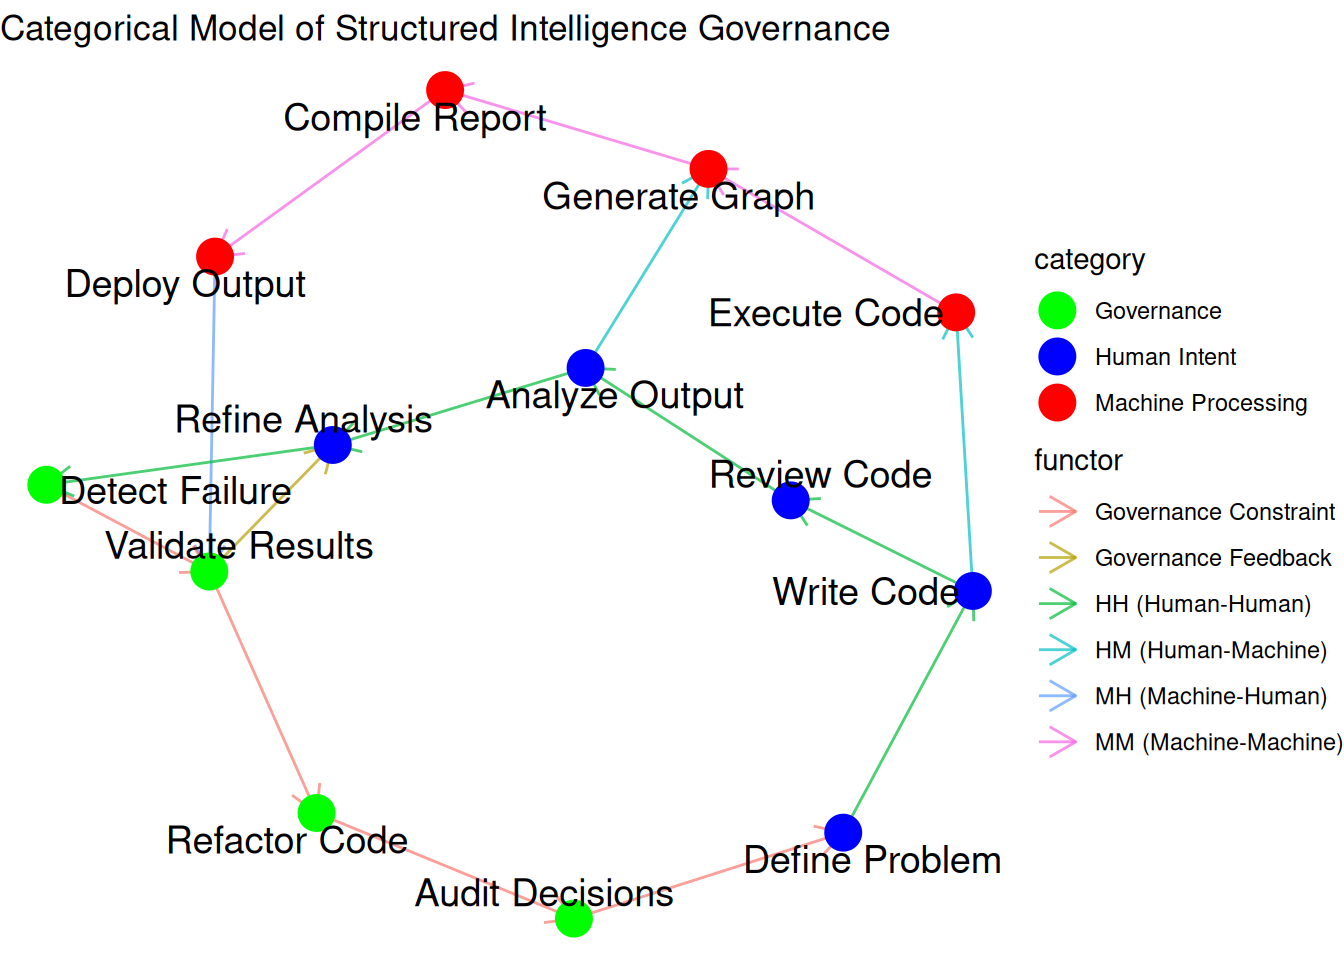 Categorical Model of Structured Intelligence Governance
Compile Report
Generate Graph
Deploy Output
Execute Code
Analyze Output
Refine Analysis
Review Code
Detect Failure
Validate Results
Write Code
Refactor Code
Define Problem
Audit Decisions
category
Governance
Human Intent
Machine Processing
functor
Governance Constraint
Governance Feedback
HH (Human-Human)
HM (Human-Machine)
MH (Machine-Human)
MM (Machine-Machine)